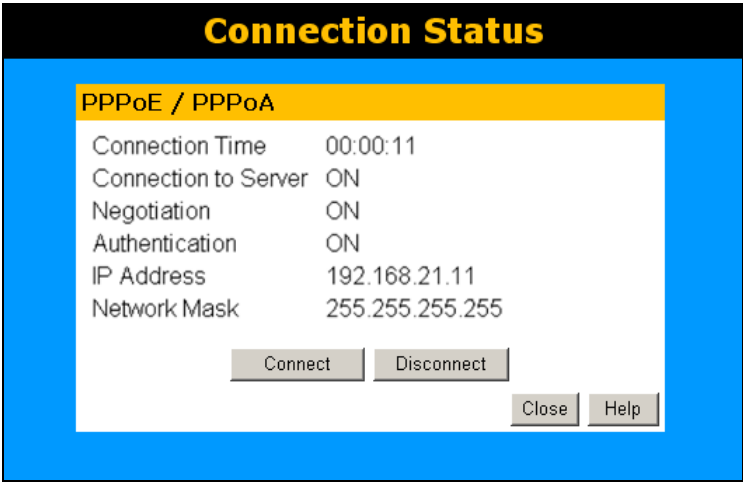 Connection Status
PPPoE / PPPoA
Connection Time 00:00:11
Connection to Server ON
Negotiation ON
Authentication ON
IP Address 192.168.21.11
Network Mask 255.255.255.255
Connect Disconnect
Close Help